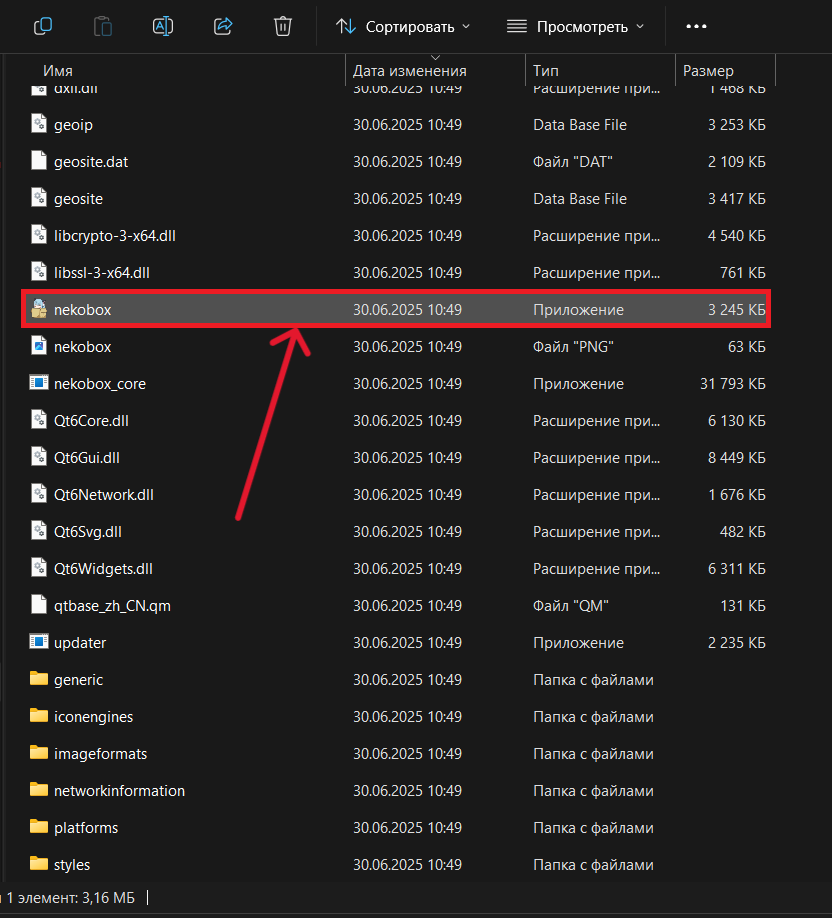 Сортировать Просмотреть
Имя Дата изменения Тип Размер
dxil.dll 30.06.2025 10:49 Расширение при... 1 468 КБ
geoip 30.06.2025 10:49 Data Base File 3 253 КБ
geosite.dat 30.06.2025 10:49 Файл "DAT" 2 109 КБ
geosite 30.06.2025 10:49 Data Base File 3 417 КБ
libcrypto-3-x64.dll 30.06.2025 10:49 Расширение при... 4 540 КБ
libssl-3-x64.dll 30.06.2025 10:49 Расширение при... 761 КБ
nekobox 30.06.2025 10:49 Приложение 3 245 КБ
nekobox 30.06.2025 10:49 Файл "PNG" 63 КБ
nekobox_core 30.06.2025 10:49 Приложение 31 793 КБ
Qt6Core.dll 30.06.2025 10:49 Расширение при... 6 130 КБ
Qt6Gui.dll 30.06.2025 10:49 Расширение при... 8 449 КБ
Qt6Network.dll 30.06.2025 10:49 Расширение при... 1 676 КБ
Qt6Svg.dll 30.06.2025 10:49 Расширение при... 482 КБ
Qt6Widgets.dll 30.06.2025 10:49 Расширение при... 6 311 КБ
qtbase_zh_CN.qm 30.06.2025 10:49 Файл "QM" 131 КБ
updater 30.06.2025 10:49 Приложение 2 235 КБ
generic 30.06.2025 10:49 Папка с файлами
iconengines 30.06.2025 10:49 Папка с файлами
imageformats 30.06.2025 10:49 Папка с файлами
networkinformation 30.06.2025 10:49 Папка с файлами
platforms 30.06.2025 10:49 Папка с файлами
styles 30.06.2025 10:49 Папка с файлами
1 элемент: 3,16 МБ